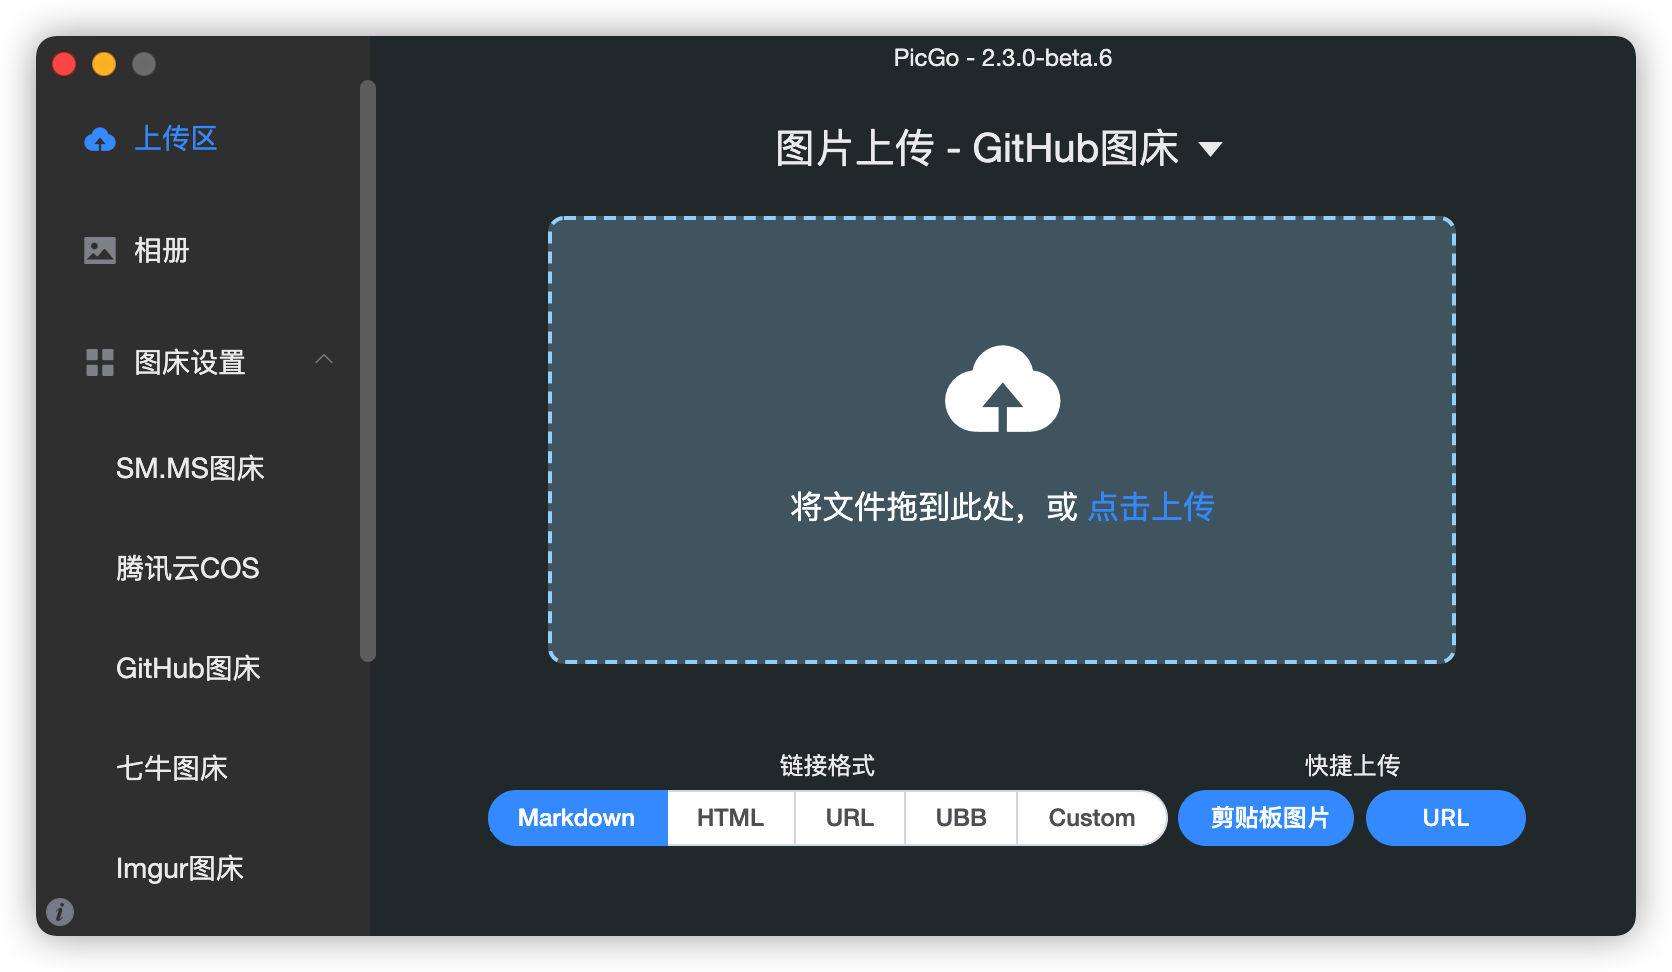 PicGo - 2.3.0-beta.6
上传区
相册
图床设置
SM.MS图床
腾讯云COS
GitHub图床
七牛图床
Imgur图床
i
图片上传 - GitHub图床
将文件拖到此处，或 点击上传
链接格式
Markdown HTML URL UBB Custom
快捷上传
剪贴板图片 URL